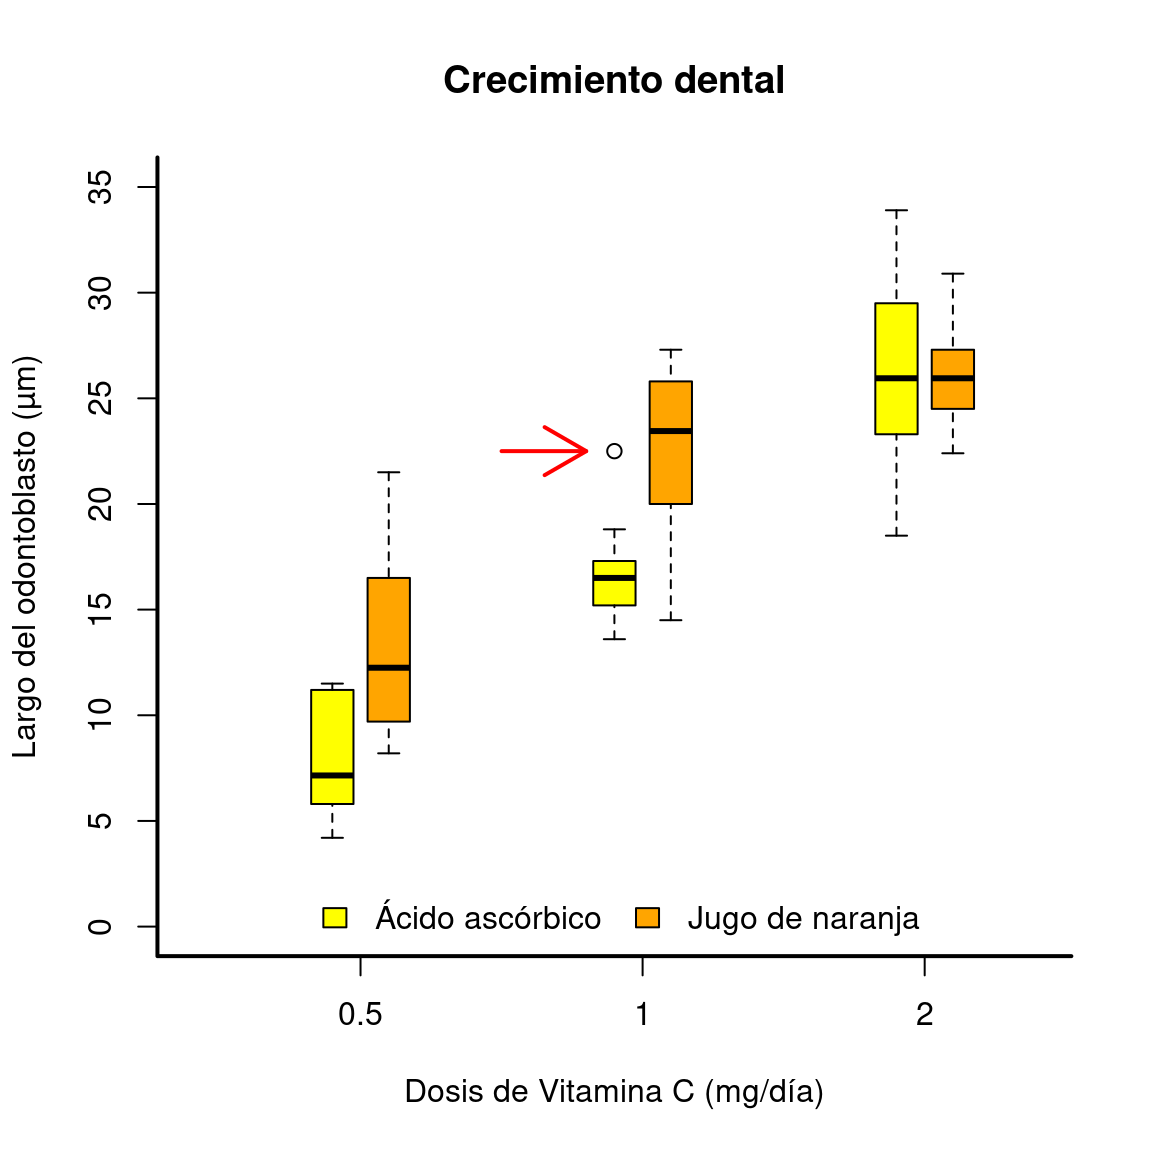 Crecimiento dental
Largo del odontoblasto (µm)
35
30
25
20
15
10
5
0
Ácido ascórbico
Jugo de naranja
0.5
1
2
Dosis de Vitamina C (mg/día)